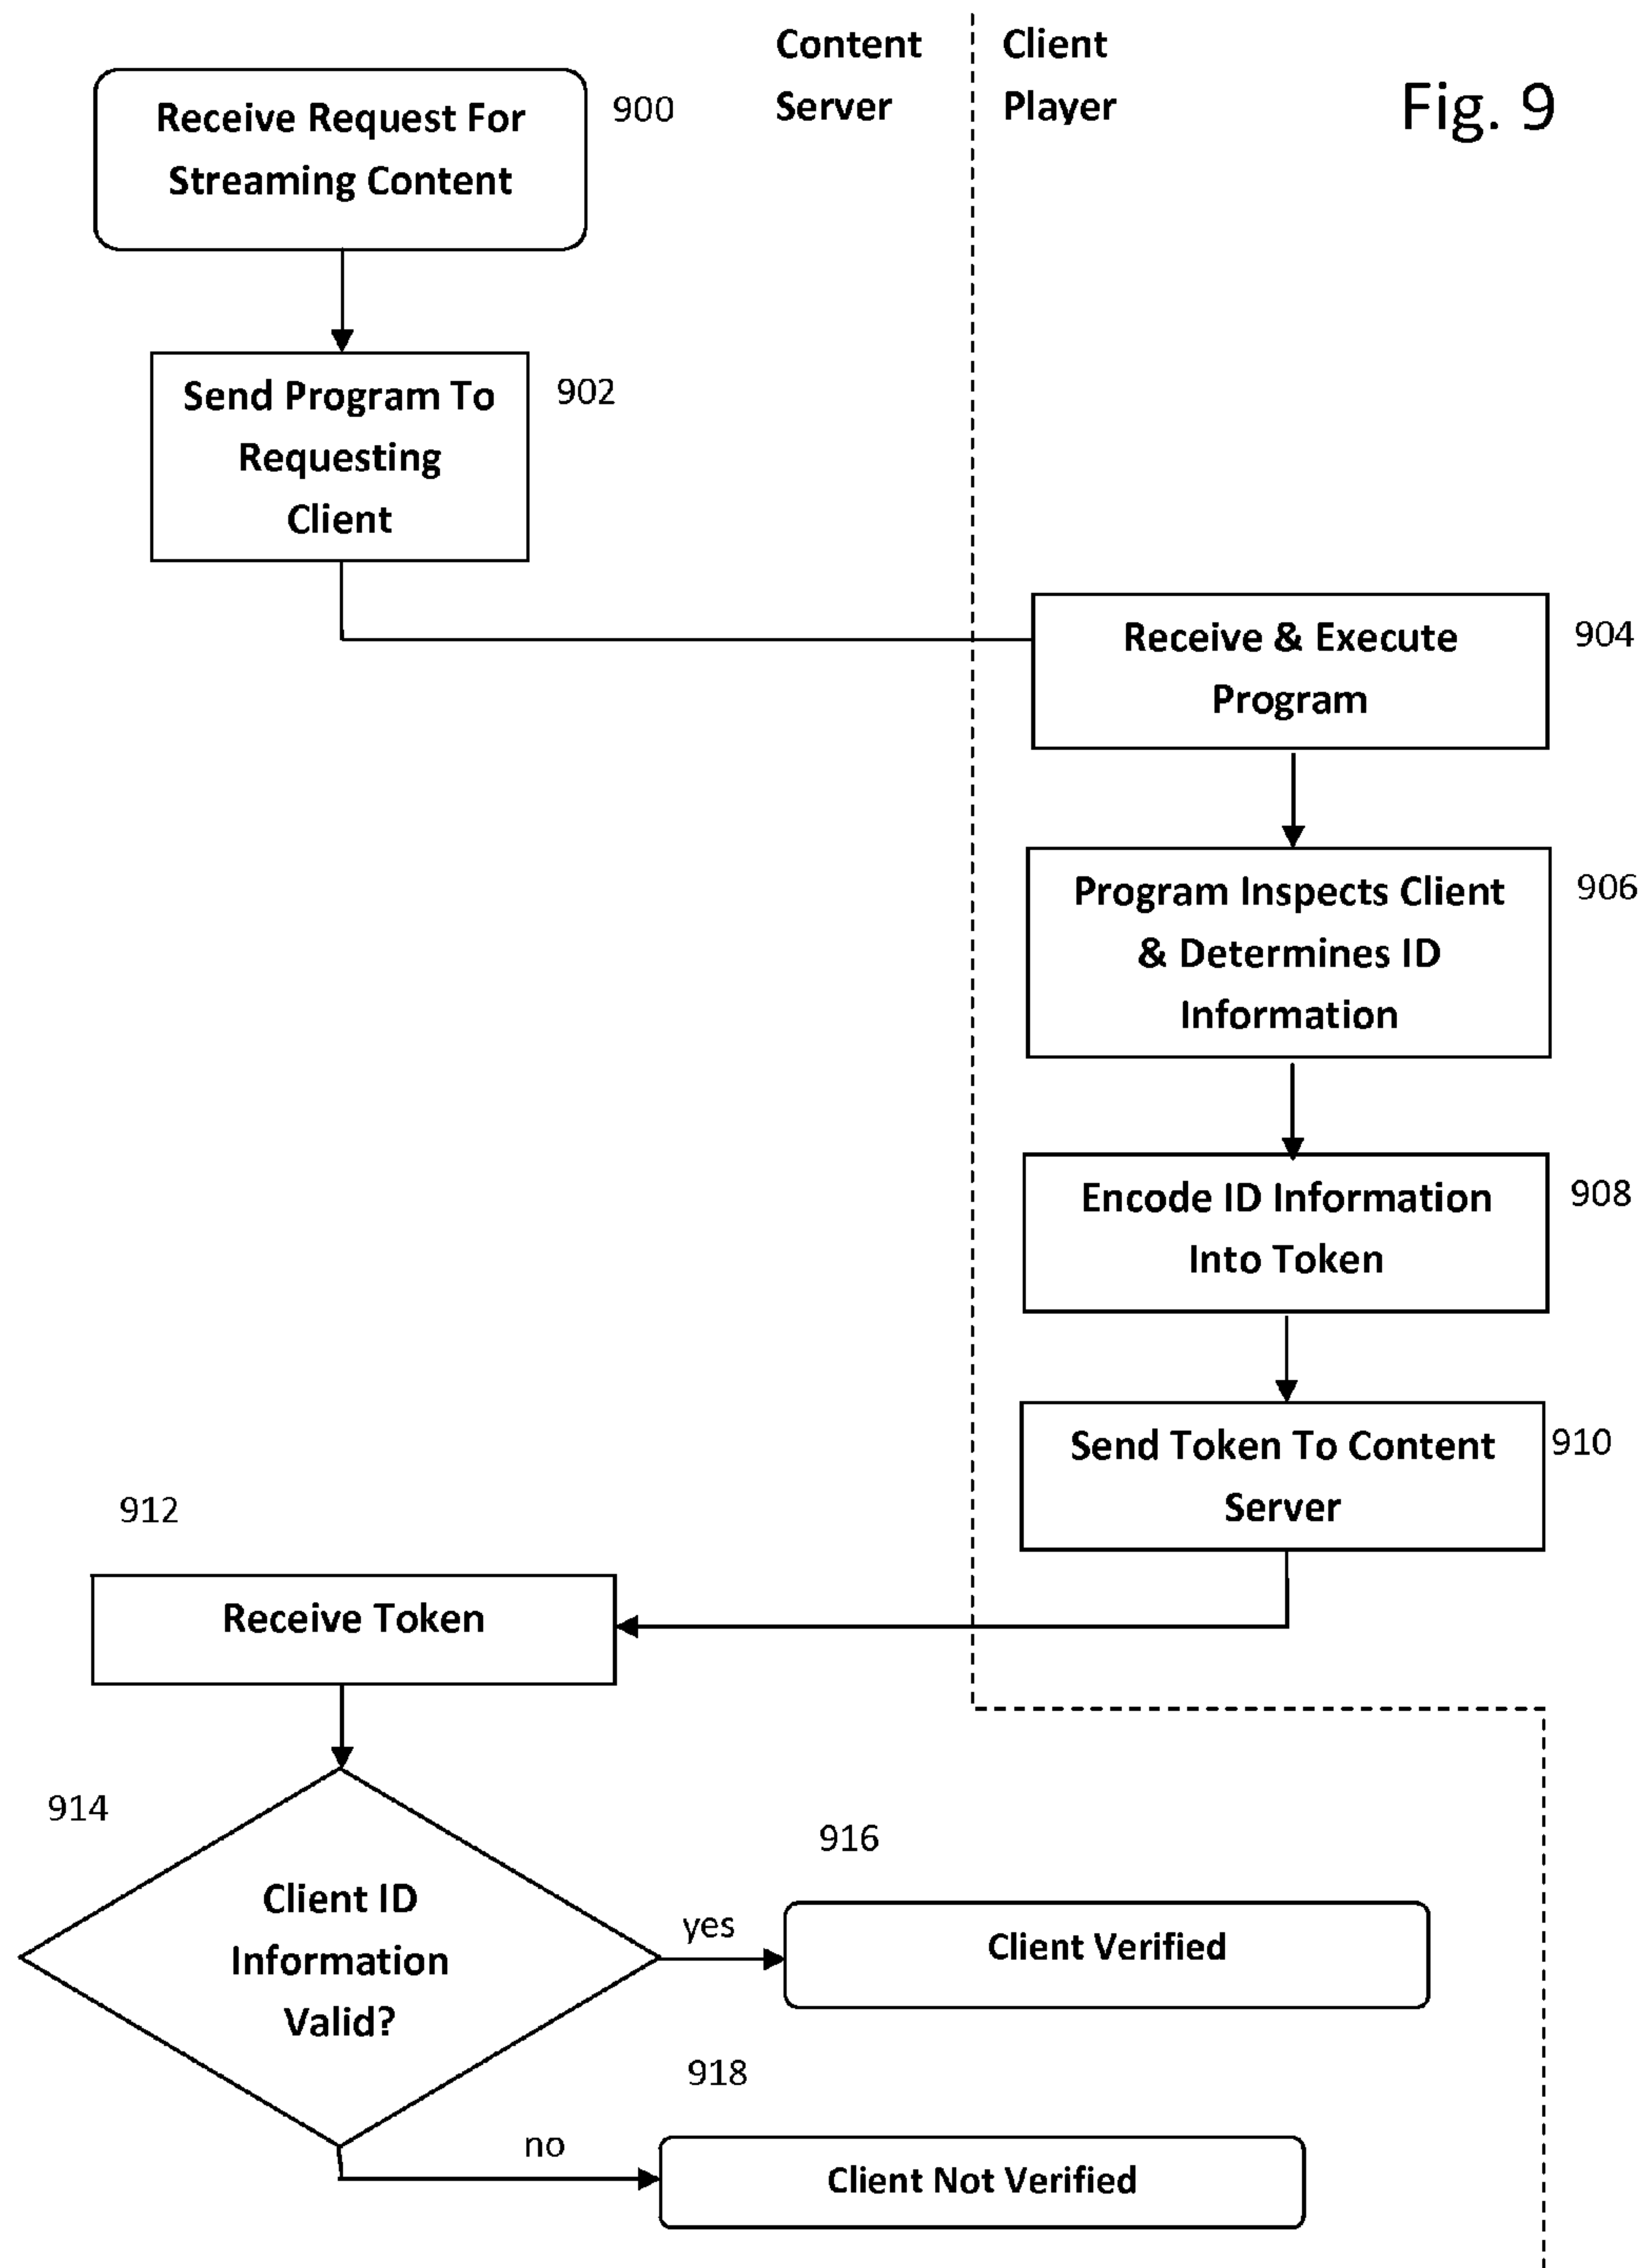 Content
Server
Client
Player
Fig. 9
Receive Request For
Streaming Content
900
Send Program To
Requesting
Client
902
Receive & Execute
Program
904
Program Inspects Client
& Determines ID
Information
906
Encode ID Information
Into Token
908
Send Token To Content
Server
910
912
Receive Token
914
Client ID
Information
Valid?
yes
916
Client Verified
no
918
Client Not Verified